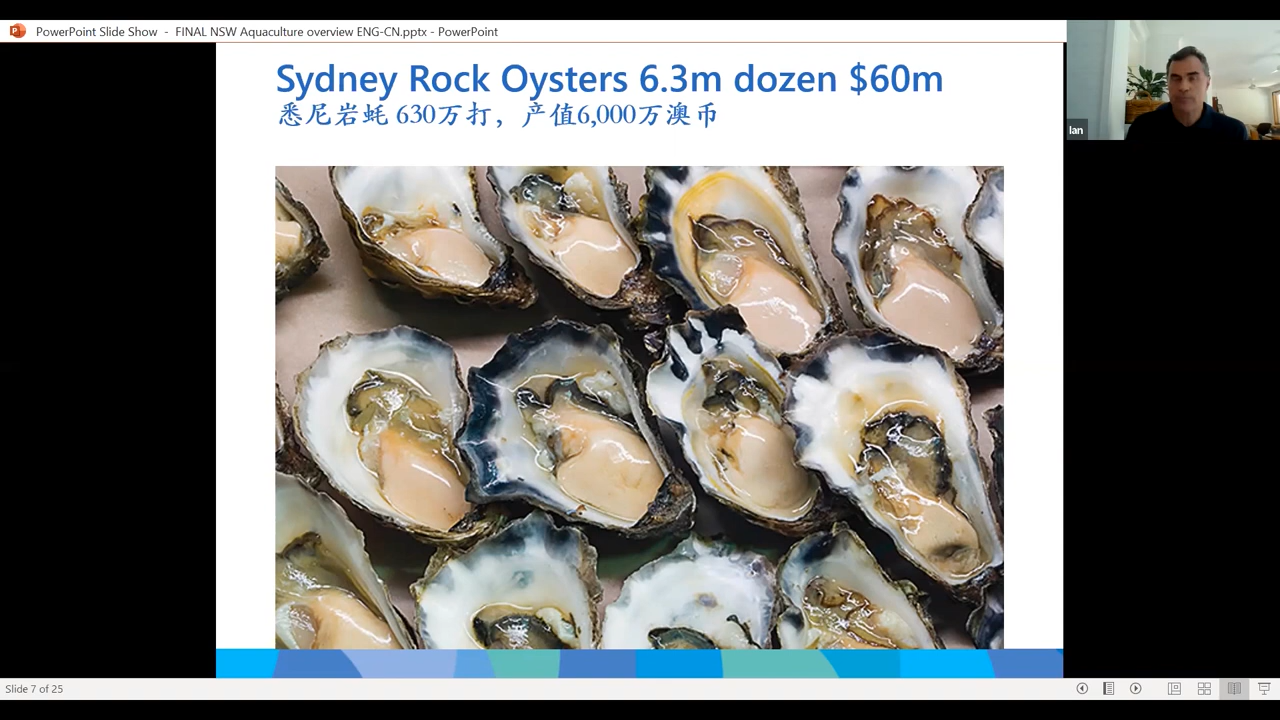 PowerPoint Slide Show - FINAL NSW Aquaculture overview ENG-CN.pptx - PowerPoint
Sydney Rock Oysters 6.3m dozen $60m
悉尼岩蚝 630万打，产值6,000万澳币
Ian
Slide 7 of 25